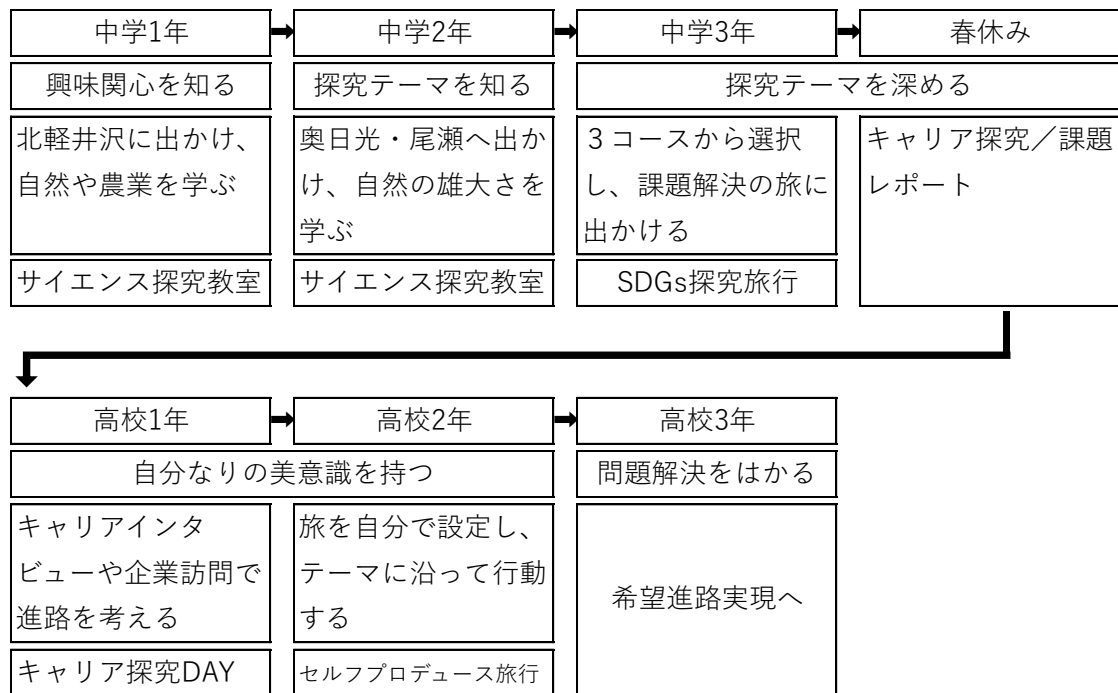 中学1年
中学2年
中学3年
春休み
興味関心を知る
探究テーマを知る
探究テーマを深める
北軽井沢に出かけ、
自然や農業を学ぶ
奥日光・尾瀬へ出か
け、自然の雄大さを
学ぶ
３コースから選択
し、課題解決の旅に
出かける
キャリア探究／課題
レポート
サイエンス探究教室
サイエンス探究教室
SDGs探究旅行
高校1年
高校2年
高校3年
自分なりの美意識を持つ
問題解決をはかる
キャリアインタ
ビューや企業訪問で
進路を考える
旅を自分で設定し、
テーマに沿って行動
する
希望進路実現へ
キャリア探究DAY
セルフプロデュース旅行